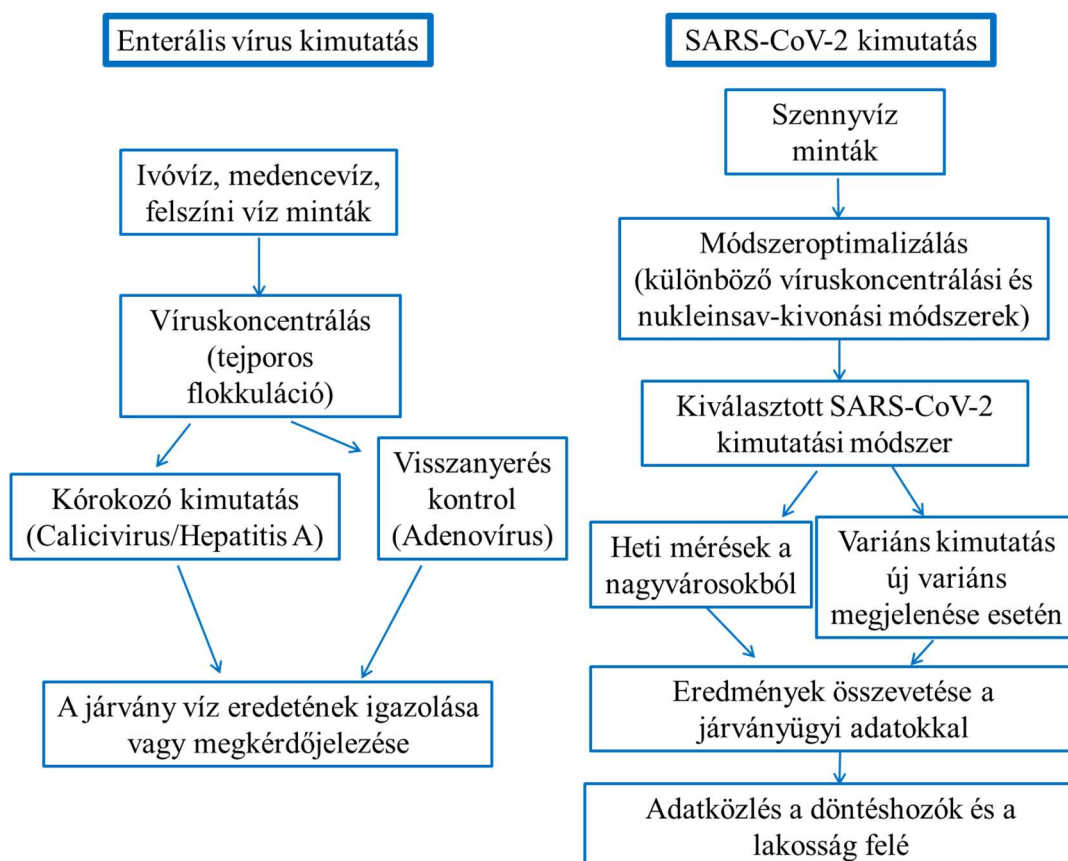 Enterális vírus kimutatás
Ivóvíz, medencevíz,
felszíni víz minták
Víruskoncentrálás
(tejporos
flokkuláció)
Kórokozó kimutatás
(Calicivirus/Hepatitis A)
Visszanyerés
kontrol
(Adenovírus)
A járvány víz eredetének igazolása
vagy megkérdőjelezése
SARS-CoV-2 kimutatás
Szennyvíz
minták
Módszeroptimalizálás
(különböző víruskoncentrálási és
nukleinsav-kivonási módszerek)
Kiválasztott SARS-CoV-2
kimutatási módszer
Heti mérések a
nagyvárosokból
Variáns kimutatás
új variáns
megjelenése esetén
Eredmények összevetése a
járványügyi adatokkal
Adatközlés a döntéshozók és a
lakosság felé